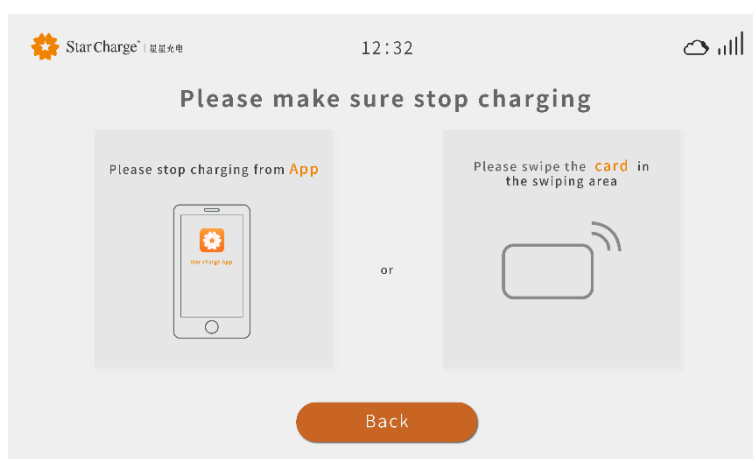 StarCharge | 星星充电
12:32
Please make sure stop charging
Please stop charging from App
Please swipe the card in
the swiping area
star charge App
or
Back